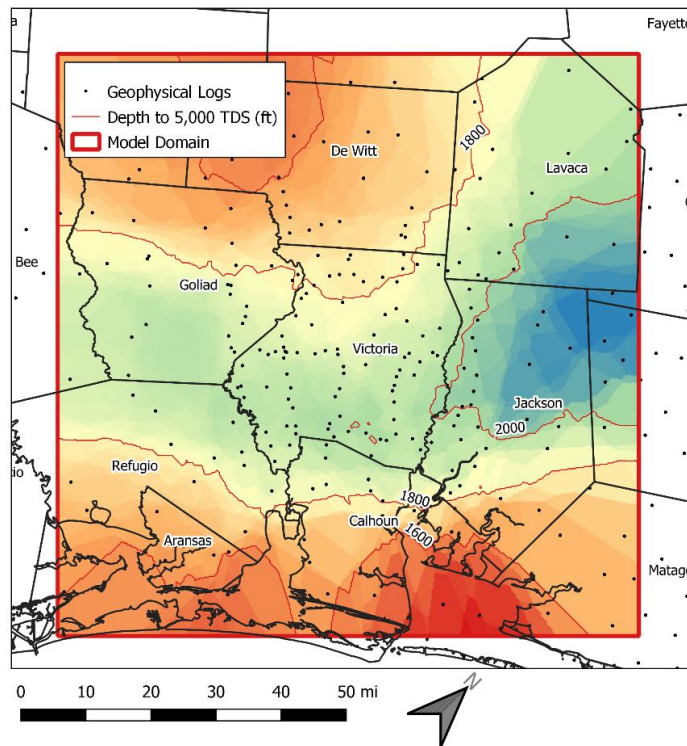 Fayette
Geophysical Logs
Depth to 5,000 TDS (ft)
Model Domain
De Witt
1800
Lavaca
Bee
Goliad
Victoria
Jackson
2000
Refugio
1800
Calhoun
1600
Aransas
Matag
0 10 20 30 40 50 mi
N